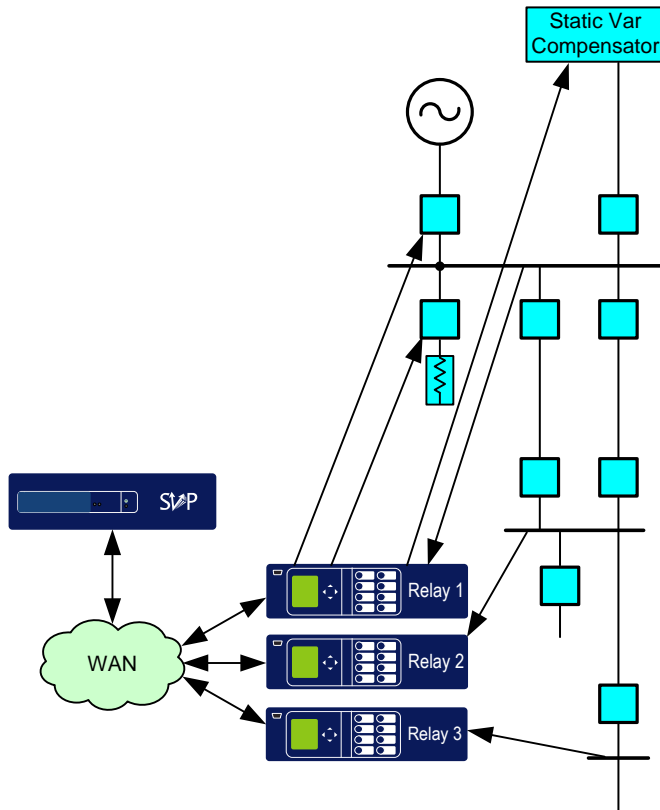 Static Var
Compensator
SVP
Relay 1
WAN
Relay 2
Relay 3